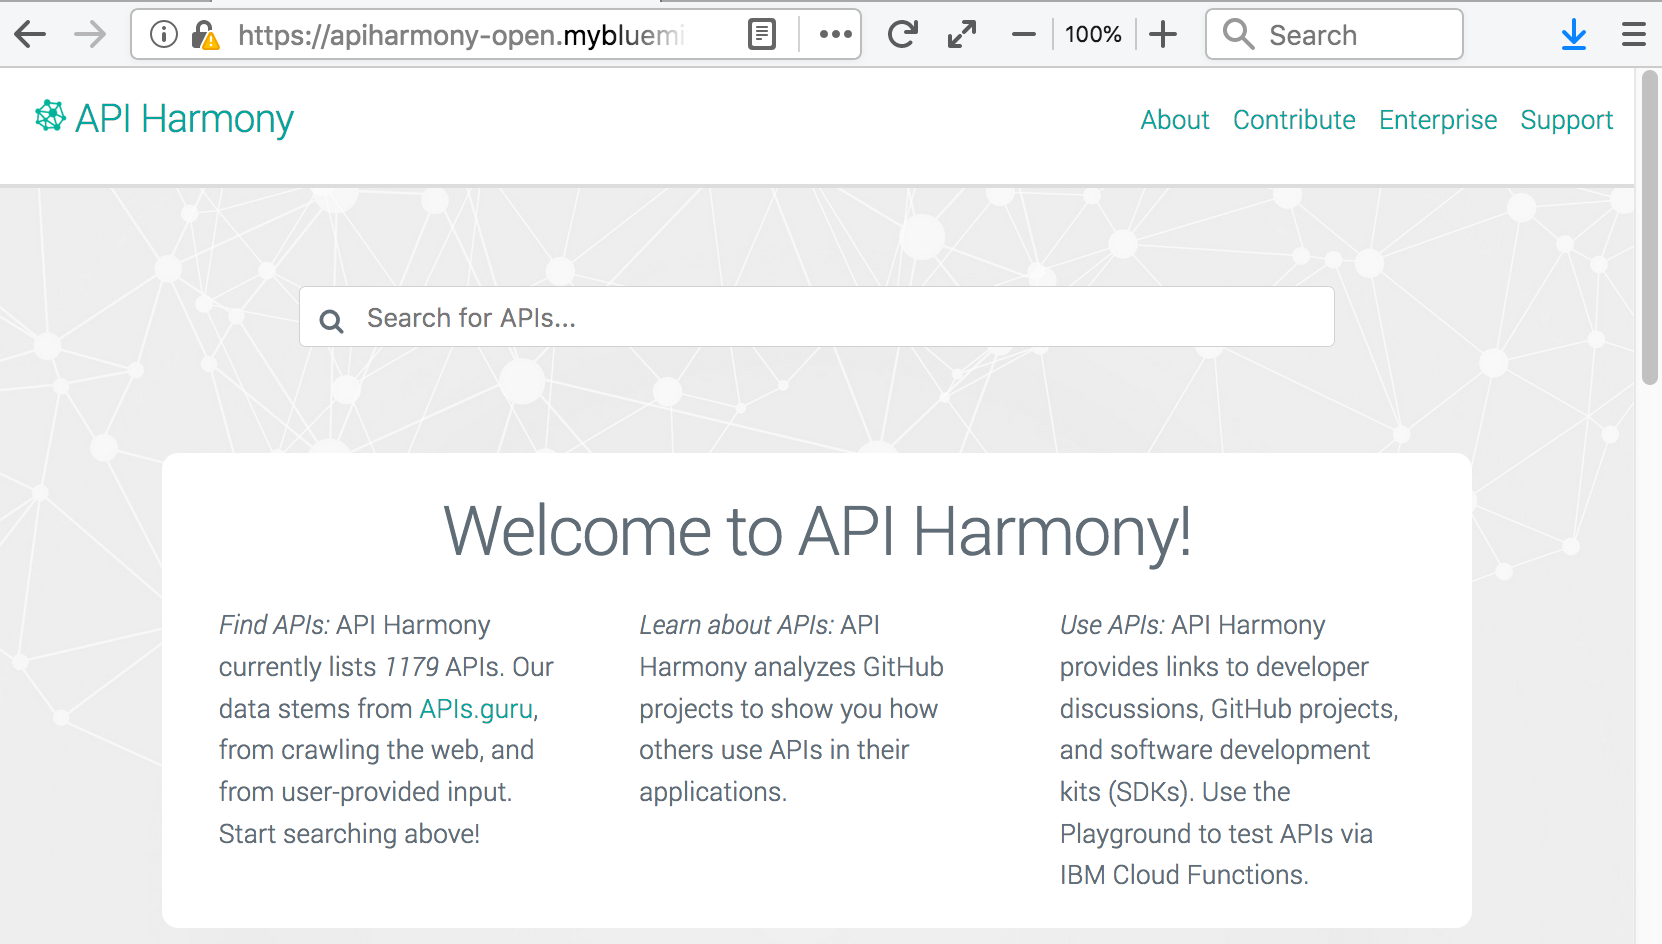 https://apiharmony-open.mybluemi
100%
Search
API Harmony
About Contribute Enterprise Support
Search for APIs...
Welcome to API Harmony!
Find APIs: API Harmony
currently lists 1179 APIs. Our
data stems from APIs.guru,
from crawling the web, and
from user-provided input.
Start searching above!
Learn about APIs: API
Harmony analyzes GitHub
projects to show you how
others use APIs in their
applications.
Use APIs: API Harmony
provides links to developer
discussions, GitHub projects,
and software development
kits (SDKs). Use the
Playground to test APIs via
IBM Cloud Functions.